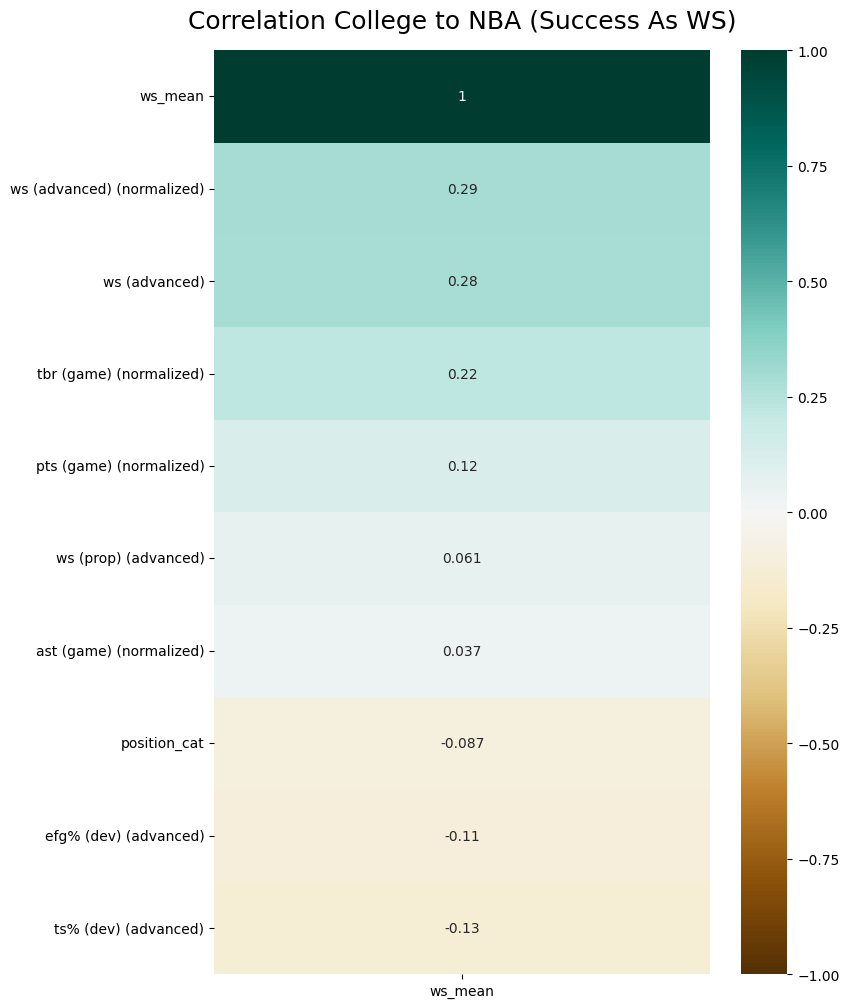 Correlation College to NBA (Success As WS)
ws_mean
1
ws (advanced) (normalized)
0.29
ws (advanced)
0.28
tbr (game) (normalized)
0.22
pts (game) (normalized)
0.12
ws (prop) (advanced)
0.061
ast (game) (normalized)
0.037
position_cat
-0.087
efg% (dev) (advanced)
-0.11
ts% (dev) (advanced)
-0.13
ws_mean
1.00
0.75
0.50
0.25
0.00
−0.25
−0.50
−0.75
−1.00